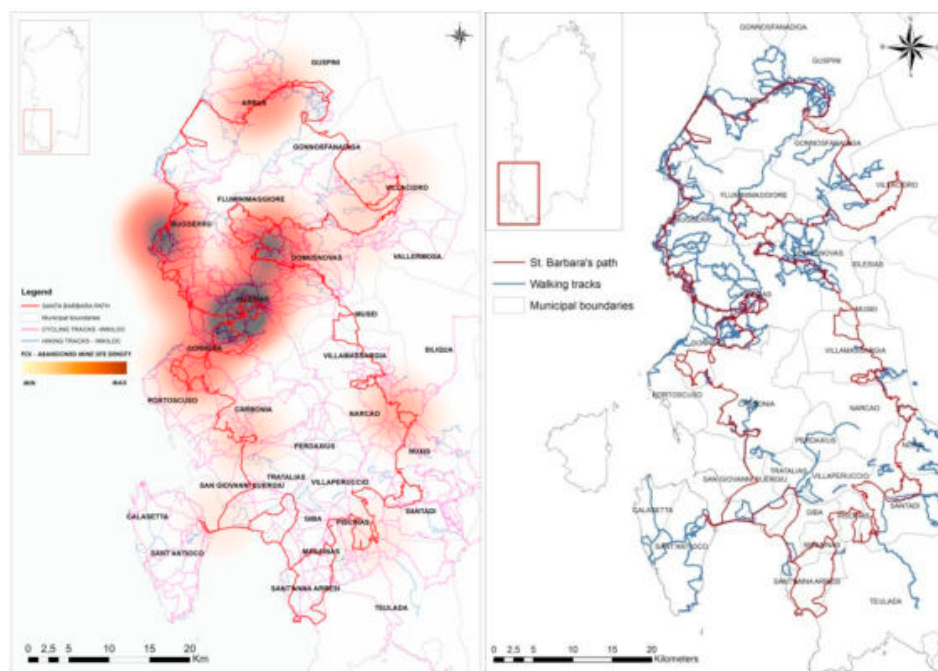 GUSPINI
ARBUS
GONNOSFANADIGA
VILLACIDRO
FLUMINIMAGGIORE
BUGGERRU
DOMUSNOVAS
VALLERMOSA
IGLESIAS
MUSEI
GONNESA
VILLAMASSARGIA
SILIQUA
PORTOSCUSO
CARBONIA
NARCAO
PERDAXIUS
NUXIS
TRATALIAS
SAN GIOVANNI SUERGIU
VILLAPERUCCIO
SANTADI
CALASETTA
GIBA
PISCINAS
SANT'ANTIOCO
MASAINAS
SANT'ANNA ARRESI
TEULADA
Legend
SANTA BARBARA PATH
Municipal boundaries
CYCLING TRACKS - WIKILOC
HIKING TRACKS - WIKILOC
ABANDONED MINE SITE DENSITY
MIN
MAX
0 2,5 5 10 15 20
Km
GONNOSFANADIGA
GUSPINI
GONNOSFANADIGA
VILLACIDRO
FLUMINIMAGGIORE
IGLESIAS
St. Barbara's path
Walking tracks
Municipal boundaries
MUSEI
VILLAMASSARGIA
PORTOSCUSO
CARBONIA
NARCAO
PERDAXIUS
TRATALIAS
SAN GIOVANNI SUERGIU
VILLAPERUCCIO
SANTADI
CALASETTA
GIBA
PISCINAS
SANT'ANTIOCO
MASAINAS
SANT'ANNA ARRESI
TEULADA
0 2,5 5 10 15 20
Kilometers